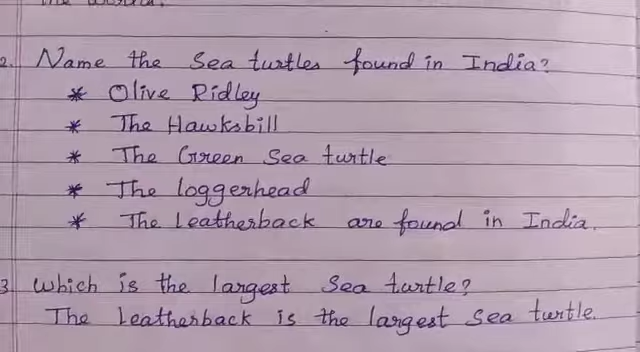 the world.
2. Name the Sea turtles found in India?
* Olive Ridley
* The Hawksbill
* The Green Sea turtle
* The loggerhead
* The Leatherback are found in India.
3 Which is the largest Sea turtle?
The Leatherback is the largest Sea turtle.